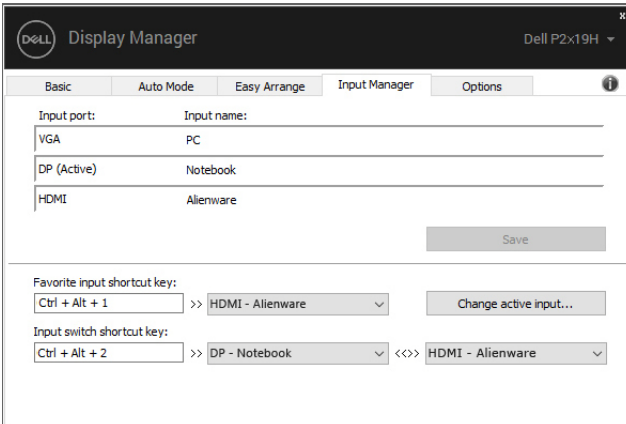 x
DELL Display Manager Dell P2x19H
Basic Auto Mode Easy Arrange Input Manager Options i
Input port: Input name:
VGA PC
DP (Active) Notebook
HDMI Alienware
Save
Favorite input shortcut key:
Ctrl + Alt + 1 >> HDMI - Alienware Change active input...
Input switch shortcut key:
Ctrl + Alt + 2 >> DP - Notebook <<>> HDMI - Alienware